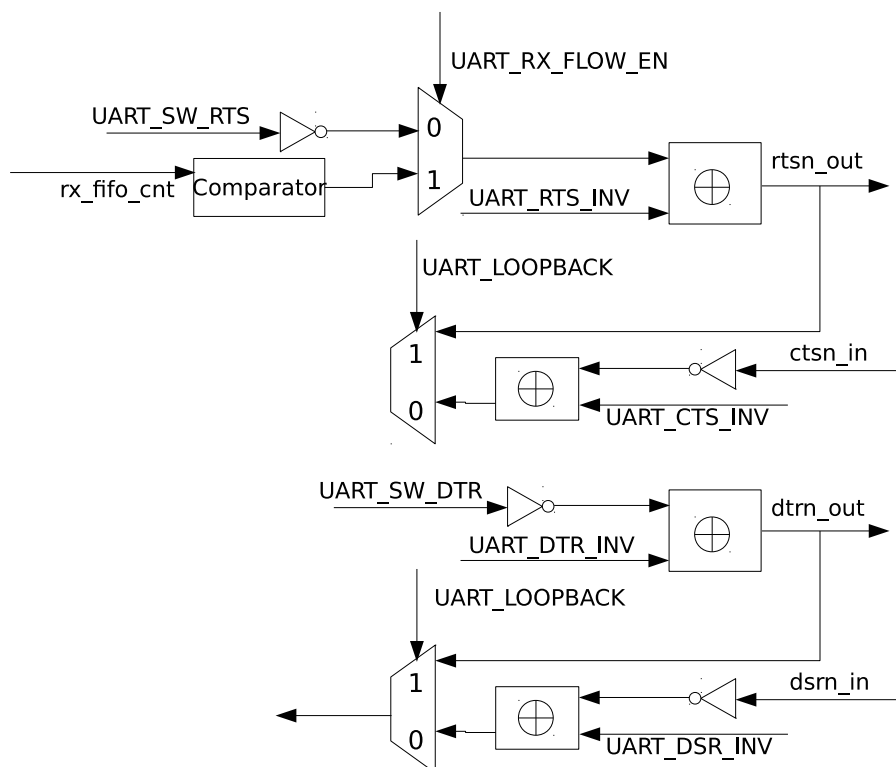 UART_RX_FLOW_EN
UART_SW_RTS
0
rtsn_out
rx_fifo_cnt
Comparator
1
UART_RTS_INV
UART_LOOPBACK
1
ctsn_in
0
UART_CTS_INV
UART_SW_DTR
dtrn_out
UART_DTR_INV
UART_LOOPBACK
1
dsrn_in
0
UART_DSR_INV